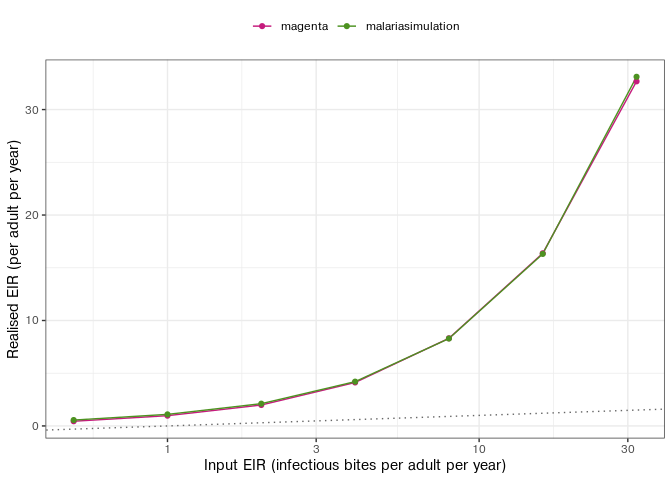 magenta malariasimulation
Realised EIR (per adult per year)
30
20
10
0
1 3 10 30
Input EIR (infectious bites per adult per year)